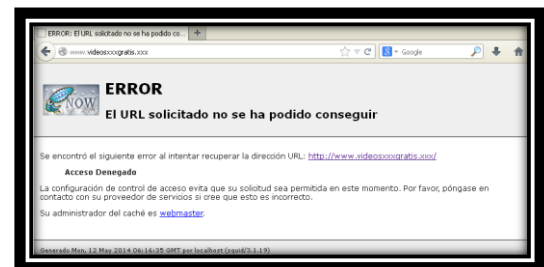 ERROR: El URL solicitado no se ha podido co...
www.videosxxxgratis.xxx
Google
NOW
ERROR
El URL solicitado no se ha podido conseguir
Se encontró el siguiente error al intentar recuperar la dirección URL: http://www.videosxxxgratis.xxx/
Acceso Denegado
La configuración de control de acceso evita que su solicitud sea permitida en este momento. Por favor, póngase en
contacto con su proveedor de servicios si cree que esto es incorrecto.
Su administrador del caché es webmaster.
Generado Mon, 12 May 2014 06:16:35 GMT por localhost (squid/3.1.19)